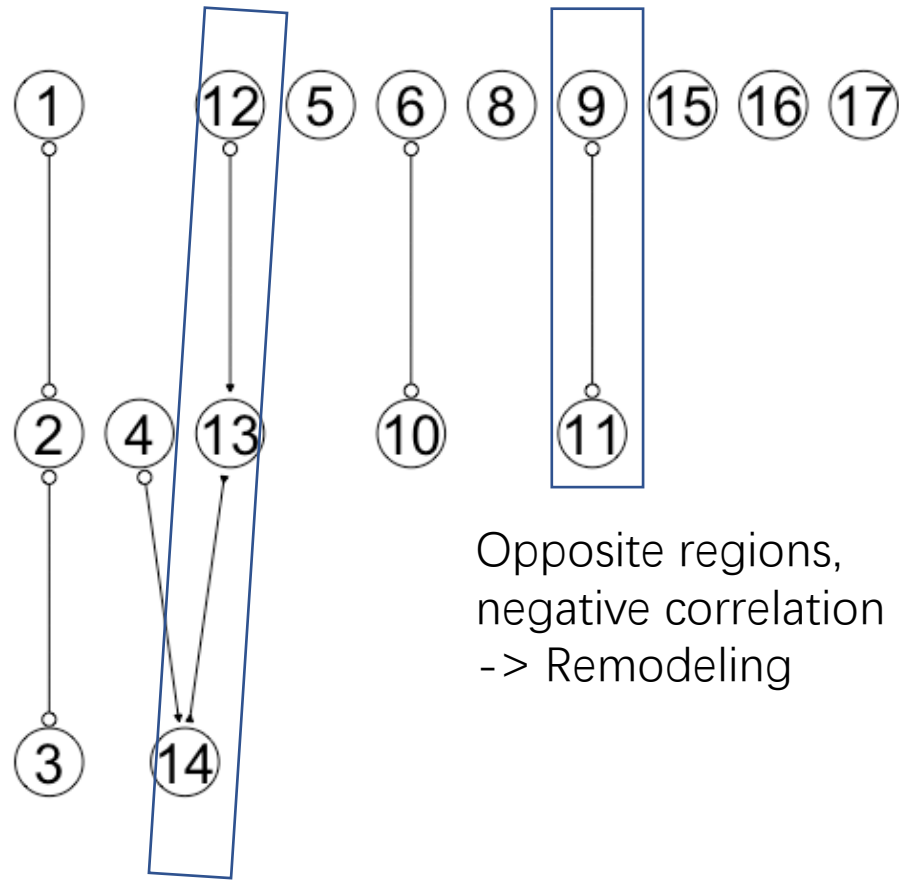 1 12 5 6 8 9 15 16 17
2 4 13 10 11
Opposite regions,
negative correlation
-> Remodeling
3 14